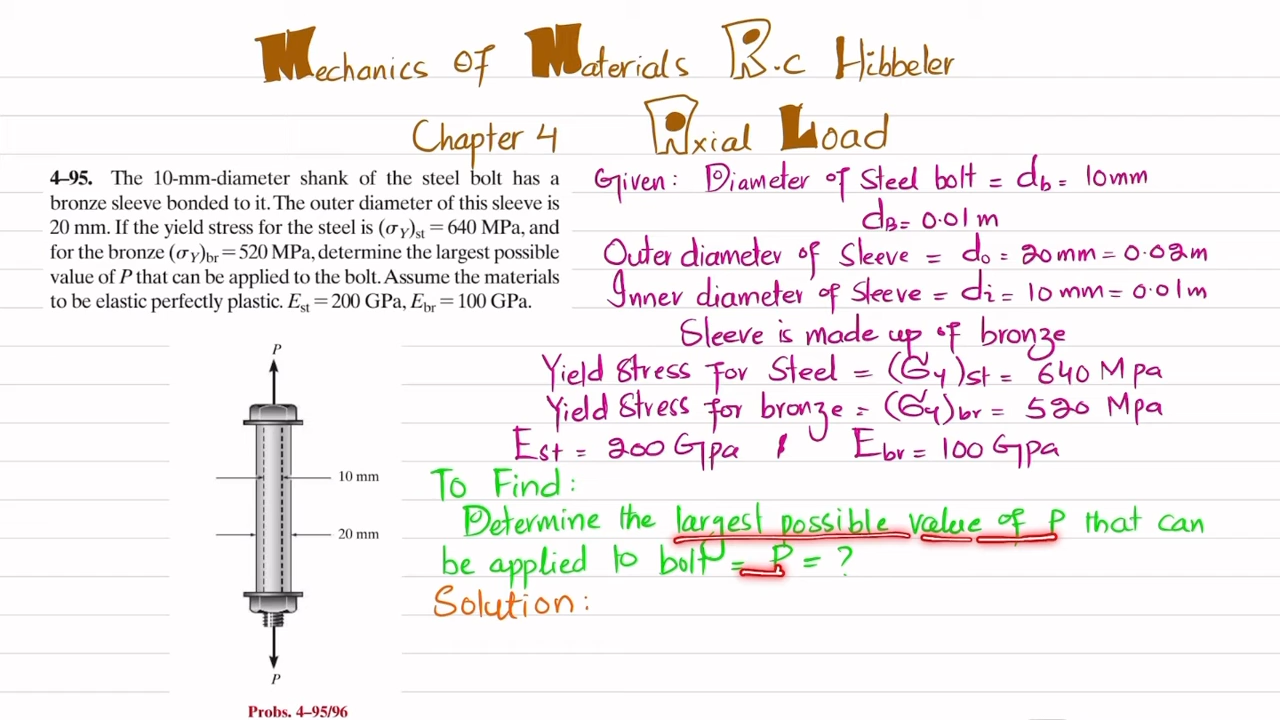 Mechanics Of Materials R.c Hibbeler
Chapter 4 Axial Load
4–95. The 10-mm-diameter shank of the steel bolt has a
bronze sleeve bonded to it. The outer diameter of this sleeve is
20 mm. If the yield stress for the steel is (σY)st = 640 MPa, and
for the bronze (σY)br = 520 MPa, determine the largest possible
value of P that can be applied to the bolt. Assume the materials
to be elastic perfectly plastic. Est = 200 GPa, Ebr = 100 GPa.
P
10 mm
20 mm
P
Probs. 4–95/96
Given: Diameter of Steel bolt = db = 10mm
dB = 0.01m
Outer diameter of Sleeve = do = 20mm = 0.02m
Inner diameter of Sleeve = di = 10mm = 0.01m
Sleeve is made up of bronze
Yield Stress For Steel = (σy)st = 640 Mpa
Yield Stress for bronze = (σy)br = 520 Mpa
Est = 200 Gpa , Ebr = 100 Gpa
To Find:
Determine the largest possible value of P that can
be applied to bolt = P = ?
Solution: